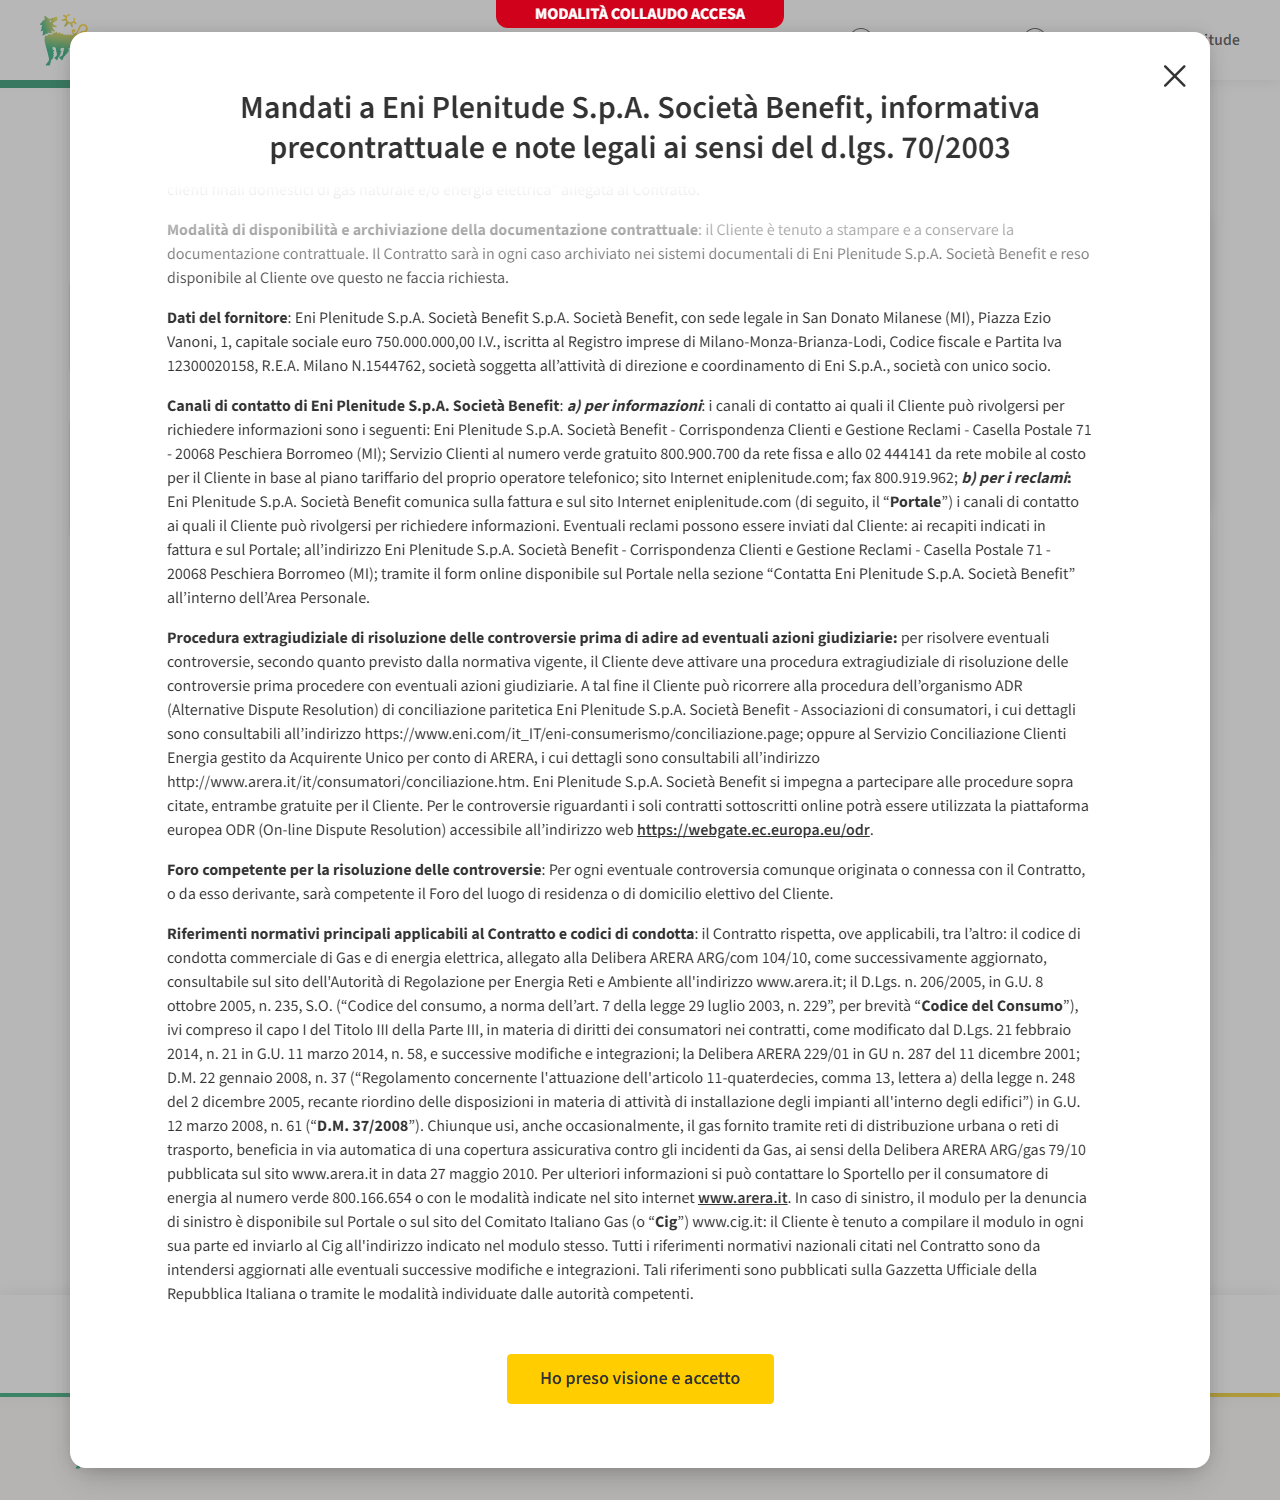 MODALITÀ COLLAUDO ACCESA
itude
Mandati a Eni Plenitude S.p.A. Società Benefit, informativa
precontrattuale e note legali ai sensi del d.lgs. 70/2003
clienti finali domestici di gas naturale e/o energia elettrica" allegata al Contratto.
Modalità di disponibilità e archiviazione della documentazione contrattuale: il Cliente è tenuto a stampare e a conservare la
documentazione contrattuale. Il Contratto sarà in ogni caso archiviato nei sistemi documentali di Eni Plenitude S.p.A. Società Benefit e reso
disponibile al Cliente ove questo ne faccia richiesta.
Dati del fornitore: Eni Plenitude S.p.A. Società Benefit S.p.A. Società Benefit, con sede legale in San Donato Milanese (MI), Piazza Ezio
Vanoni, 1, capitale sociale euro 750.000.000,00 I.V., iscritta al Registro imprese di Milano-Monza-Brianza-Lodi, Codice fiscale e Partita Iva
12300020158, R.E.A. Milano N.1544762, società soggetta all’attività di direzione e coordinamento di Eni S.p.A., società con unico socio.
Canali di contatto di Eni Plenitude S.p.A. Società Benefit: a) per informazioni: i canali di contatto ai quali il Cliente può rivolgersi per
richiedere informazioni sono i seguenti: Eni Plenitude S.p.A. Società Benefit - Corrispondenza Clienti e Gestione Reclami - Casella Postale 71
- 20068 Peschiera Borromeo (MI); Servizio Clienti al numero verde gratuito 800.900.700 da rete fissa e allo 02 444141 da rete mobile al costo
per il Cliente in base al piano tariffario del proprio operatore telefonico; sito Internet eniplenitude.com; fax 800.919.962; b) per i reclami:
Eni Plenitude S.p.A. Società Benefit comunica sulla fattura e sul sito Internet eniplenitude.com (di seguito, il “Portale”) i canali di contatto
ai quali il Cliente può rivolgersi per richiedere informazioni. Eventuali reclami possono essere inviati dal Cliente: ai recapiti indicati in
fattura e sul Portale; all’indirizzo Eni Plenitude S.p.A. Società Benefit - Corrispondenza Clienti e Gestione Reclami - Casella Postale 71 -
20068 Peschiera Borromeo (MI); tramite il form online disponibile sul Portale nella sezione “Contatta Eni Plenitude S.p.A. Società Benefit”
all’interno dell’Area Personale.
Procedura extragiudiziale di risoluzione delle controversie prima di adire ad eventuali azioni giudiziarie: per risolvere eventuali
controversie, secondo quanto previsto dalla normativa vigente, il Cliente deve attivare una procedura extragiudiziale di risoluzione delle
controversie prima procedere con eventuali azioni giudiziarie. A tal fine il Cliente può ricorrere alla procedura dell’organismo ADR
(Alternative Dispute Resolution) di conciliazione paritetica Eni Plenitude S.p.A. Società Benefit - Associazioni di consumatori, i cui dettagli
sono consultabili all’indirizzo https://www.eni.com/it_IT/eni-consumerismo/conciliazione.page; oppure al Servizio Conciliazione Clienti
Energia gestito da Acquirente Unico per conto di ARERA, i cui dettagli sono consultabili all’indirizzo
http://www.arera.it/it/consumatori/conciliazione.htm. Eni Plenitude S.p.A. Società Benefit si impegna a partecipare alle procedure sopra
citate, entrambe gratuite per il Cliente. Per le controversie riguardanti i soli contratti sottoscritti online potrà essere utilizzata la piattaforma
europea ODR (On-line Dispute Resolution) accessibile all’indirizzo web https://webgate.ec.europa.eu/odr.
Foro competente per la risoluzione delle controversie: Per ogni eventuale controversia comunque originata o connessa con il Contratto,
o da esso derivante, sarà competente il Foro del luogo di residenza o di domicilio elettivo del Cliente.
Riferimenti normativi principali applicabili al Contratto e codici di condotta: il Contratto rispetta, ove applicabili, tra l’altro: il codice di
condotta commerciale di Gas e di energia elettrica, allegato alla Delibera ARERA ARG/com 104/10, come successivamente aggiornato,
consultabile sul sito dell'Autorità di Regolazione per Energia Reti e Ambiente all'indirizzo www.arera.it; il D.Lgs. n. 206/2005, in G.U. 8
ottobre 2005, n. 235, S.O. (“Codice del consumo, a norma dell’art. 7 della legge 29 luglio 2003, n. 229”, per brevità “Codice del Consumo”),
ivi compreso il capo I del Titolo III della Parte III, in materia di diritti dei consumatori nei contratti, come modificato dal D.Lgs. 21 febbraio
2014, n. 21 in G.U. 11 marzo 2014, n. 58, e successive modifiche e integrazioni; la Delibera ARERA 229/01 in GU n. 287 del 11 dicembre 2001;
D.M. 22 gennaio 2008, n. 37 (“Regolamento concernente l'attuazione dell'articolo 11-quaterdecies, comma 13, lettera a) della legge n. 248
del 2 dicembre 2005, recante riordino delle disposizioni in materia di attività di installazione degli impianti all'interno degli edifici”) in G.U.
12 marzo 2008, n. 61 (“D.M. 37/2008”). Chiunque usi, anche occasionalmente, il gas fornito tramite reti di distribuzione urbana o reti di
trasporto, beneficia in via automatica di una copertura assicurativa contro gli incidenti da Gas, ai sensi della Delibera ARERA ARG/gas 79/10
pubblicata sul sito www.arera.it in data 27 maggio 2010. Per ulteriori informazioni si può contattare lo Sportello per il consumatore di
energia al numero verde 800.166.654 o con le modalità indicate nel sito internet www.arera.it. In caso di sinistro, il modulo per la denuncia
di sinistro è disponibile sul Portale o sul sito del Comitato Italiano Gas (o “Cig”) www.cig.it: il Cliente è tenuto a compilare il modulo in ogni
sua parte ed inviarlo al Cig all'indirizzo indicato nel modulo stesso. Tutti i riferimenti normativi nazionali citati nel Contratto sono da
intendersi aggiornati alle eventuali successive modifiche e integrazioni. Tali riferimenti sono pubblicati sulla Gazzetta Ufficiale della
Repubblica Italiana o tramite le modalità individuate dalle autorità competenti.
Ho preso visione e accetto